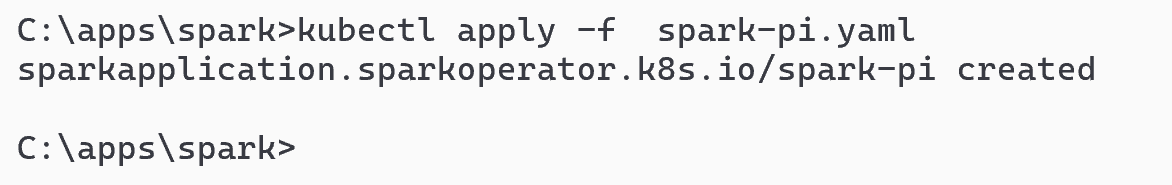 C:\apps\spark>kubectl apply -f  spark-pi.yaml
sparkapplication.sparkoperator.k8s.io/spark-pi created
C:\apps\spark>